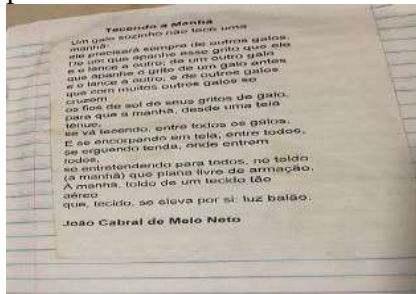 Tecendo a Manhã
Um galo sozinho não tece uma
manhã:
ele precisará sempre de outros galos.
De um que apanhe esse grito que ele
e o lance a outro; de um outro galo
que apanhe o grito de um galo antes
e o lance a outro; e de outros galos
que com muitos outros galos se
cruzem
os fios de sol de seus gritos de galo,
para que a manhã, desde uma teia
tênue,
se vá tecendo, entre todos os galos.
E se encorpando em tela, entre todos,
se erguendo tenda, onde entrem
todos,
se entretendendo para todos, no toldo
(a manhã) que plana livre de armação.
A manhã, toldo de um tecido tão
aéreo
que, tecido, se eleva por si: luz balão.
João Cabral de Melo Neto